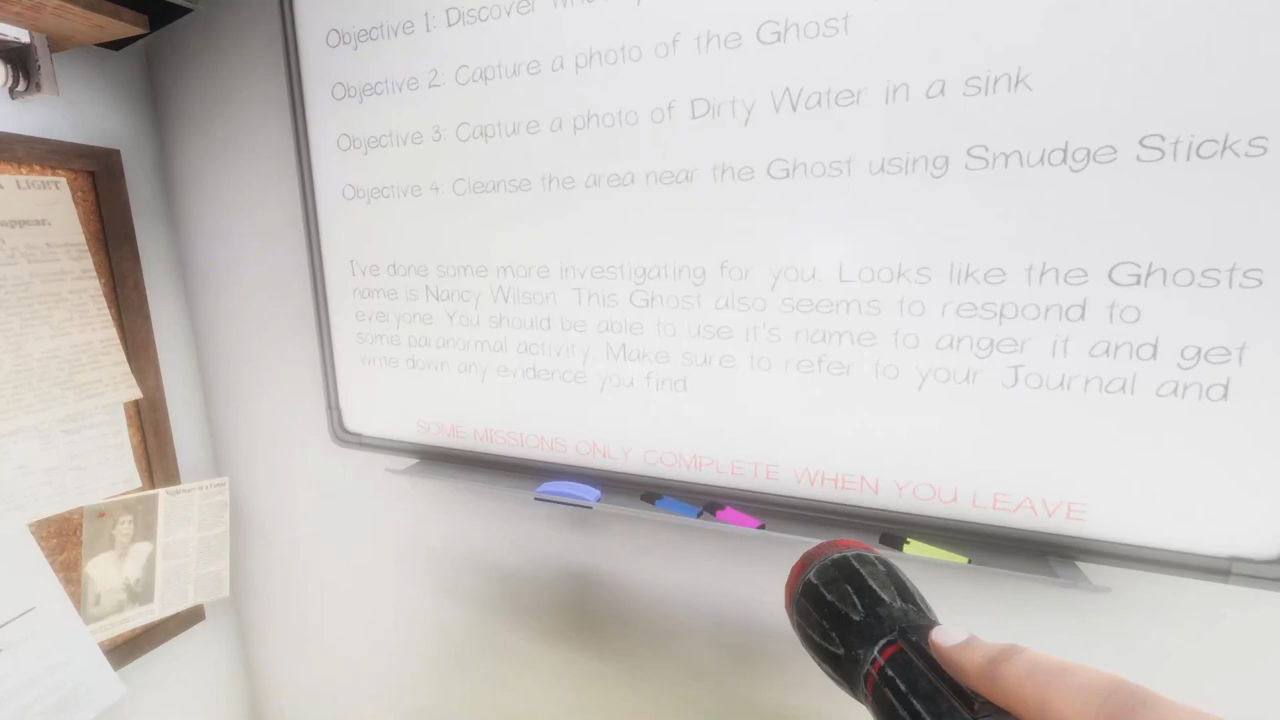 Objective 1: Discover
Objective 2: Capture a photo of the Ghost
Objective 3: Capture a photo of Dirty Water in a sink
Objective 4: Cleanse the area near the Ghost using Smudge Sticks
I've done some more investigating for you. Looks like the Ghosts
name is Nancy Wilson. This Ghost also seems to respond to
everyone. You should be able to use it's name to anger it and get
some paranormal activity. Make sure to refer to your Journal and
write down any evidence you find
SOME MISSIONS ONLY COMPLETE WHEN YOU LEAVE
A LIGHT
appear,